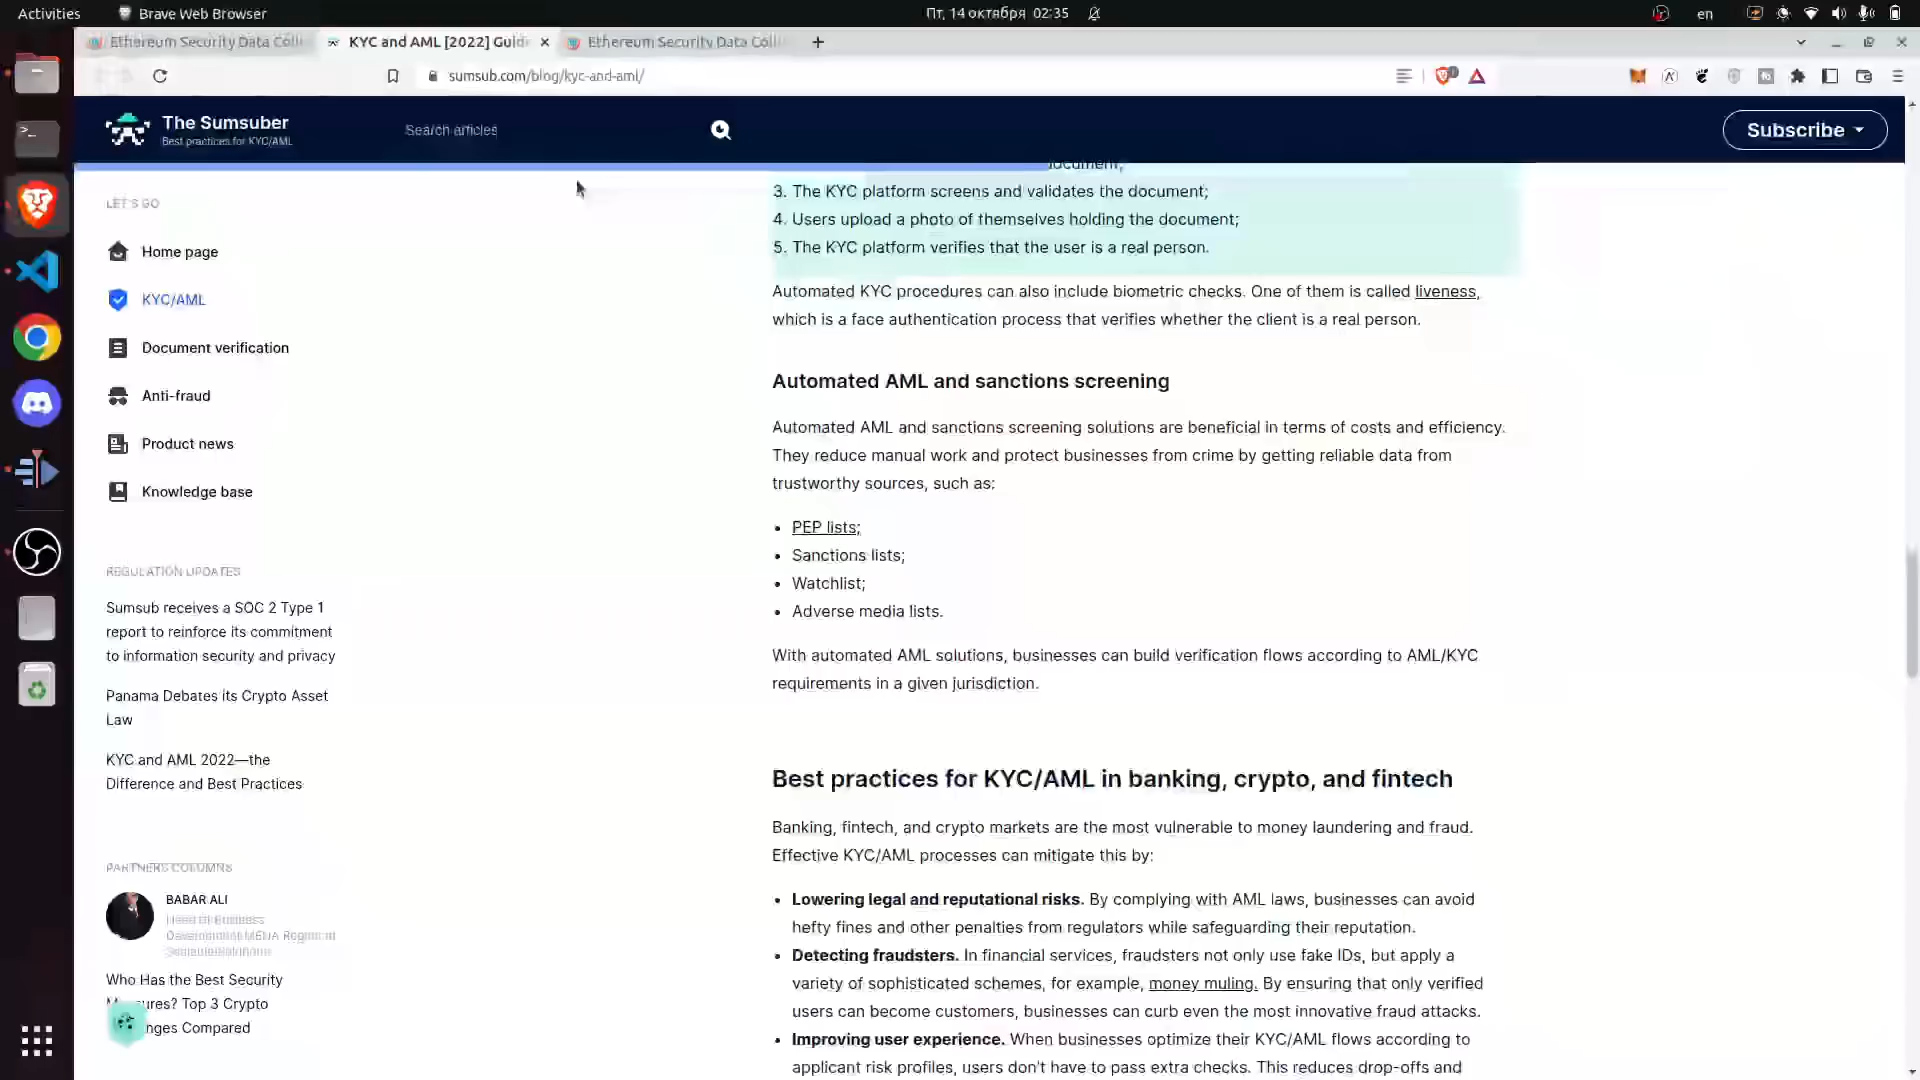 Activities
Brave Web Browser
Пт, 14 октября 02:35
en
Ethereum Security Data Coll
KYC and AML [2022] Guid
Ethereum Security Data Coll
sumsub.com/blog/kyc-and-aml/
The Sumsuber
Best practices for KYC/AML
Search articles
Subscribe
LET'S GO
Home page
KYC/AML
Document verification
Anti-fraud
Product news
Knowledge base
REGULATION UPDATES
Sumsub receives a SOC 2 Type 1
report to reinforce its commitment
to information security and privacy
Panama Debates its Crypto Asset
Law
KYC and AML 2022—the
Difference and Best Practices
PARTNERS COLUMNS
BABAR ALI
Who Has the Best Security
Top 3 Crypto
Compared
document;
3. The KYC platform screens and validates the document;
4. Users upload a photo of themselves holding the document;
5. The KYC platform verifies that the user is a real person.
Automated KYC procedures can also include biometric checks. One of them is called liveness,
which is a face authentication process that verifies whether the client is a real person.
Automated AML and sanctions screening
Automated AML and sanctions screening solutions are beneficial in terms of costs and efficiency.
They reduce manual work and protect businesses from crime by getting reliable data from
trustworthy sources, such as:
• PEP lists;
• Sanctions lists;
• Watchlist;
• Adverse media lists.
With automated AML solutions, businesses can build verification flows according to AML/KYC
requirements in a given jurisdiction.
Best practices for KYC/AML in banking, crypto, and fintech
Banking, fintech, and crypto markets are the most vulnerable to money laundering and fraud.
Effective KYC/AML processes can mitigate this by:
• Lowering legal and reputational risks. By complying with AML laws, businesses can avoid
hefty fines and other penalties from regulators while safeguarding their reputation.
• Detecting fraudsters. In financial services, fraudsters not only use fake IDs, but apply a
variety of sophisticated schemes, for example, money muling. By ensuring that only verified
users can become customers, businesses can curb even the most innovative fraud attacks.
• Improving user experience. When businesses optimize their KYC/AML flows according to
applicant risk profiles, users don't have to pass extra checks. This reduces drop-offs and